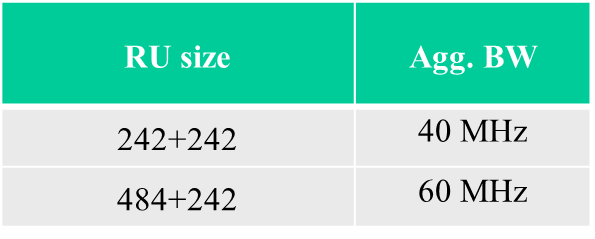 RU size Agg. BW
242+242 40 MHz
484+242 60 MHz